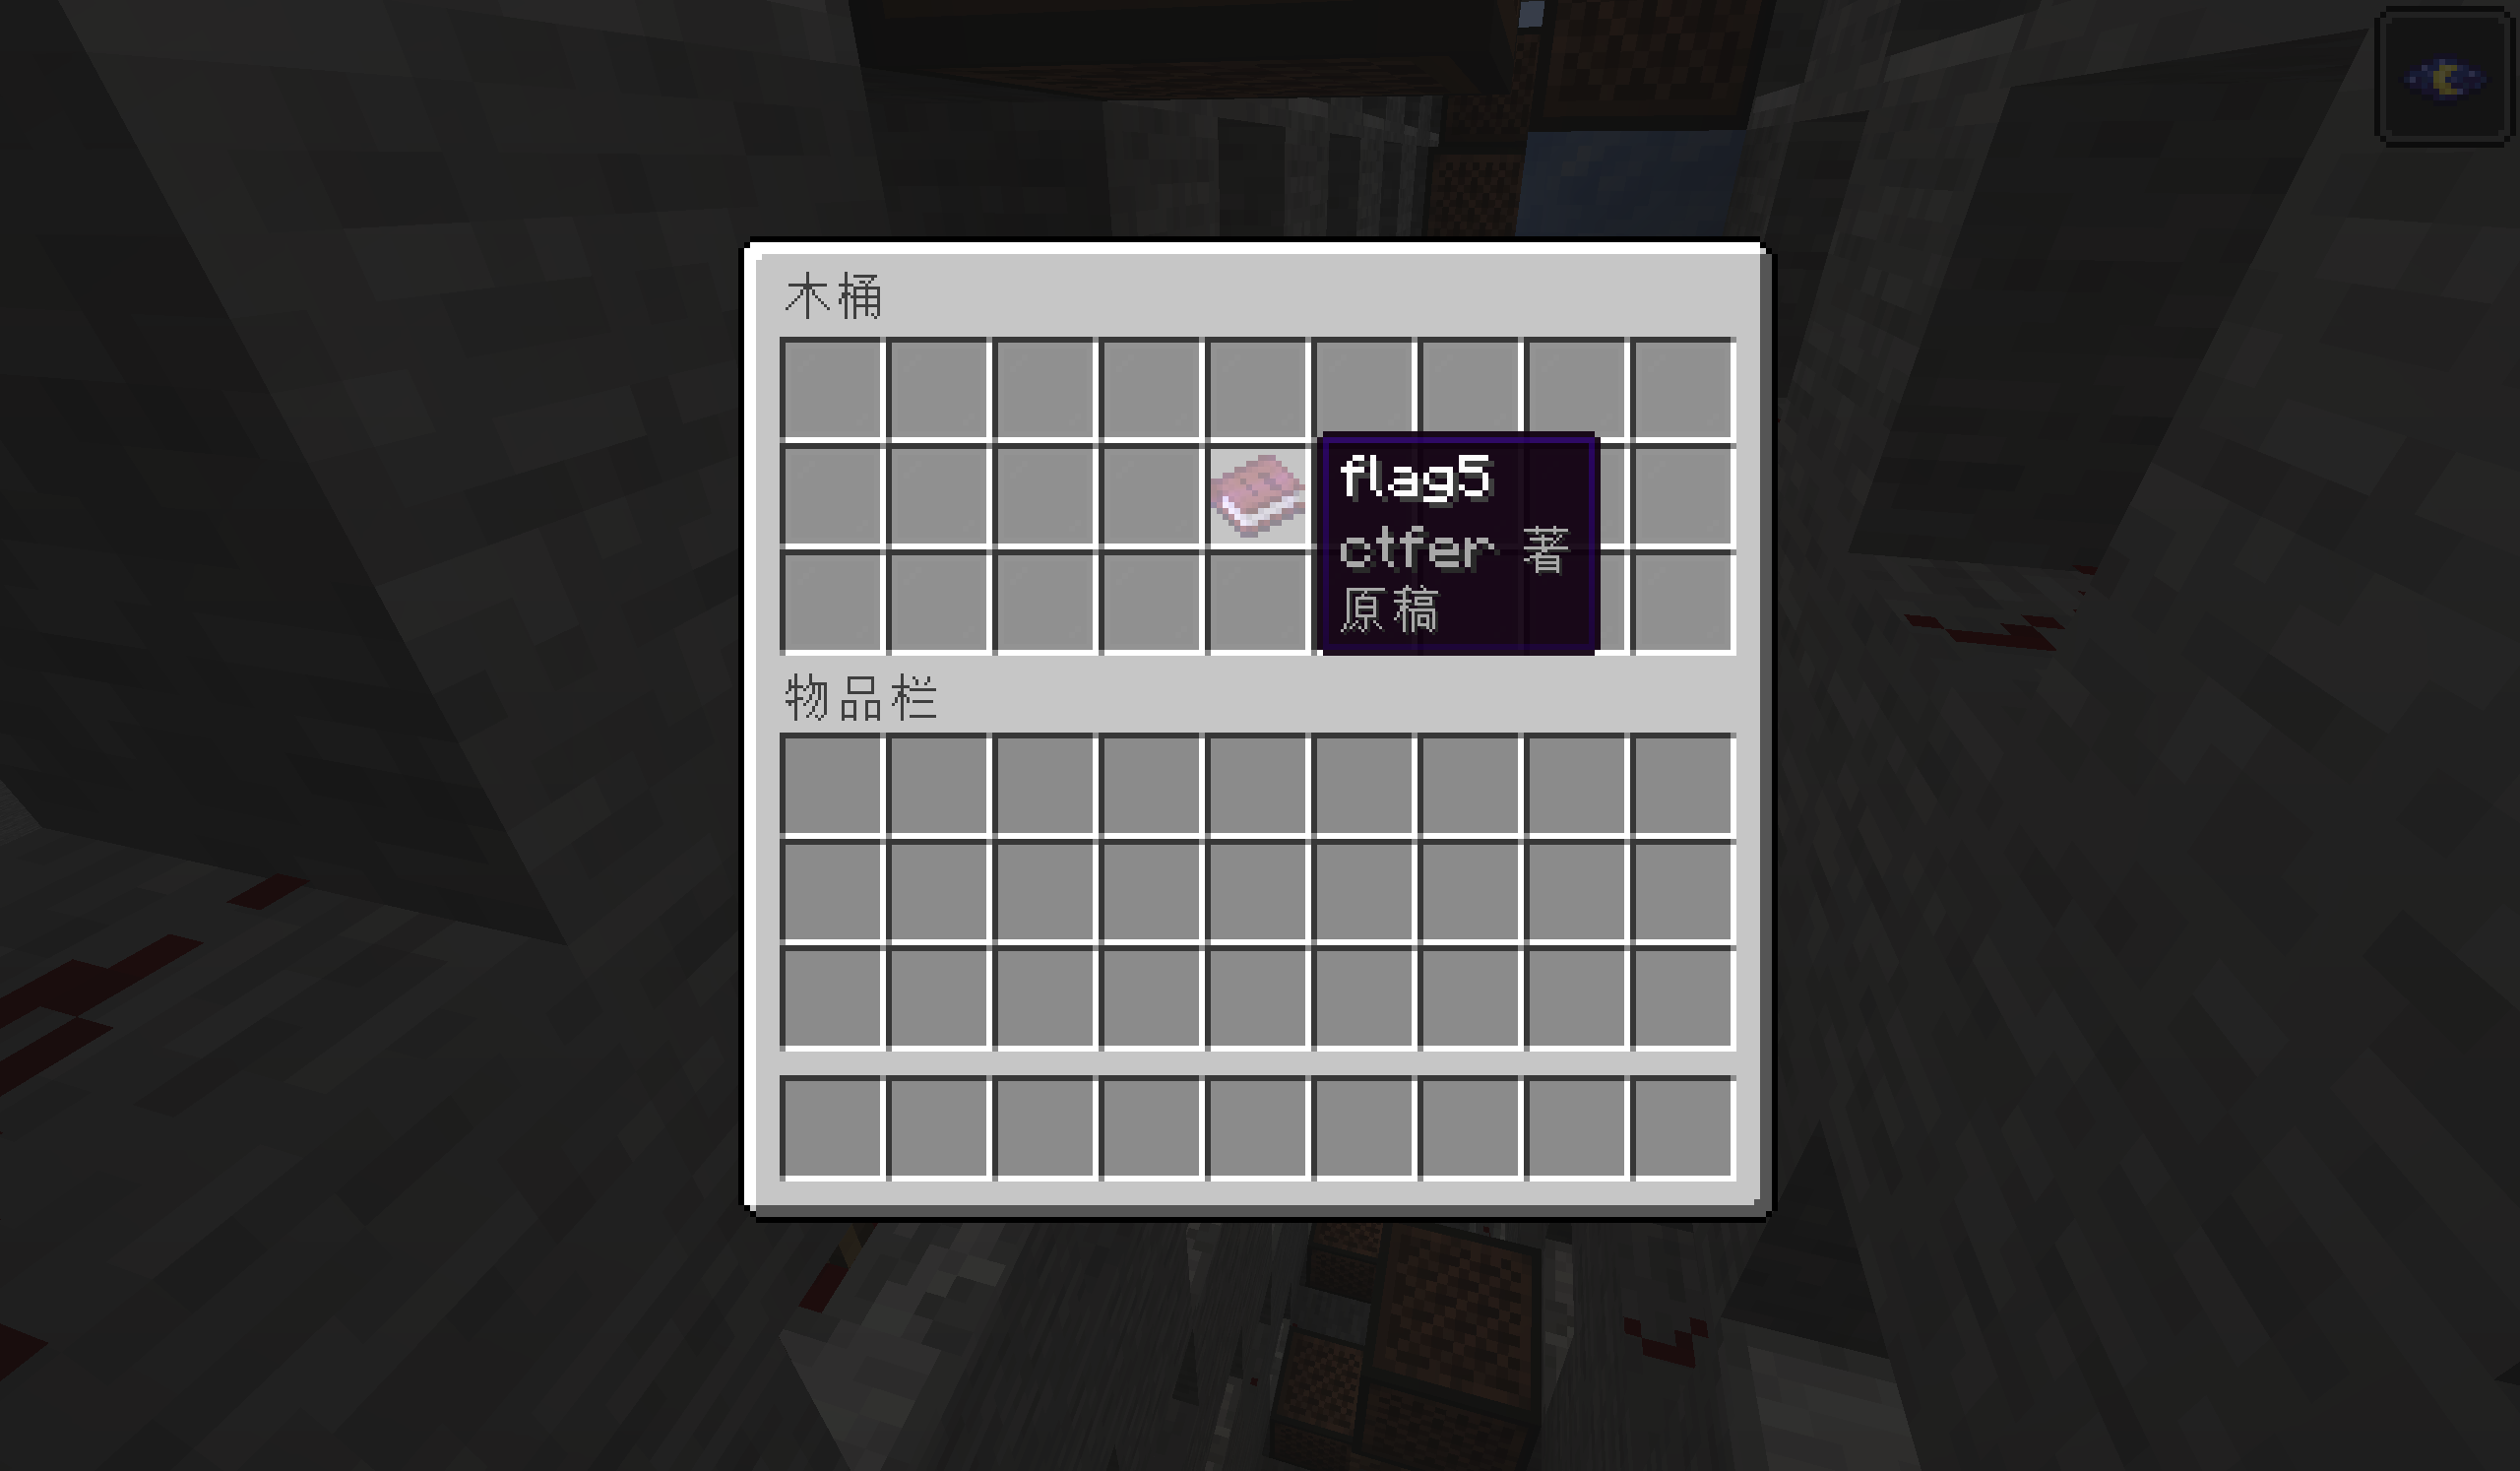 木桶
flag5
ctfer 著
原稿
物品栏